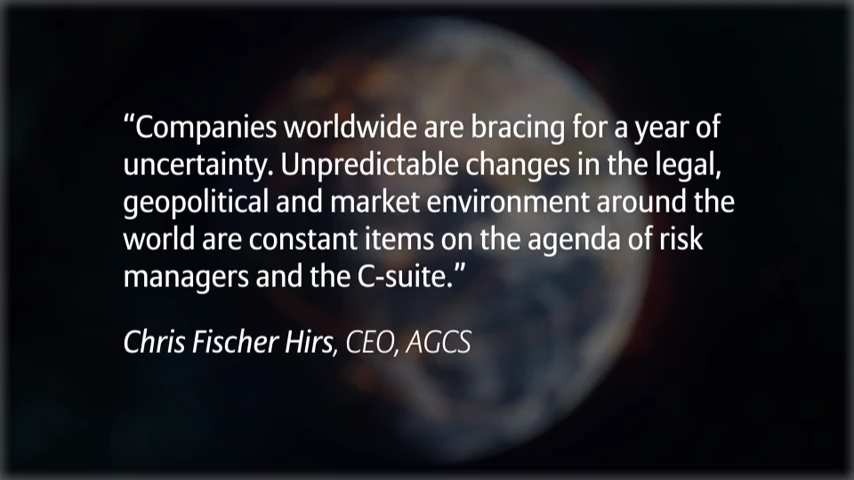 “Companies worldwide are bracing for a year of
uncertainty. Unpredictable changes in the legal,
geopolitical and market environment around the
world are constant items on the agenda of risk
managers and the C-suite.”
Chris Fischer Hirs, CEO, AGCS